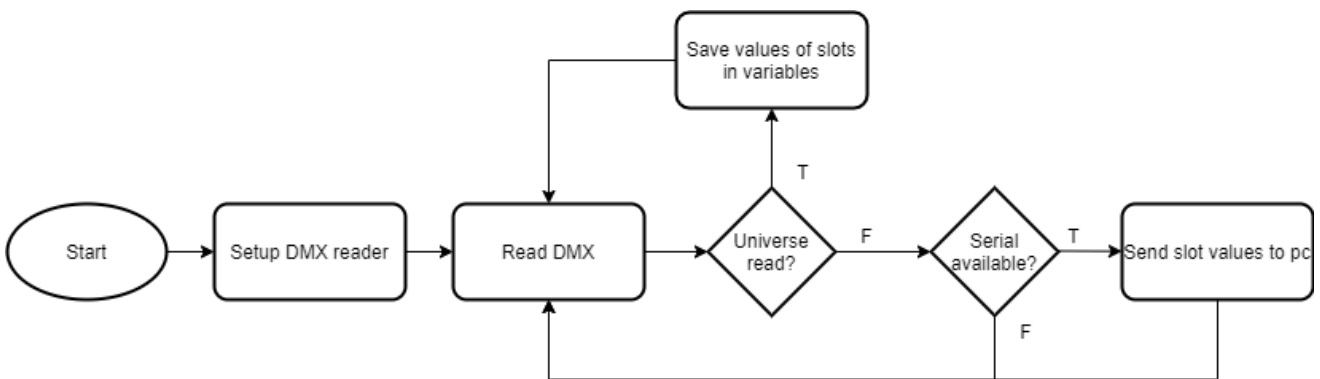 Save values of slots
in variables
T
Start
Setup DMX reader
Read DMX
Universe
read?
F
Serial
available?
T
Send slot values to pc
F